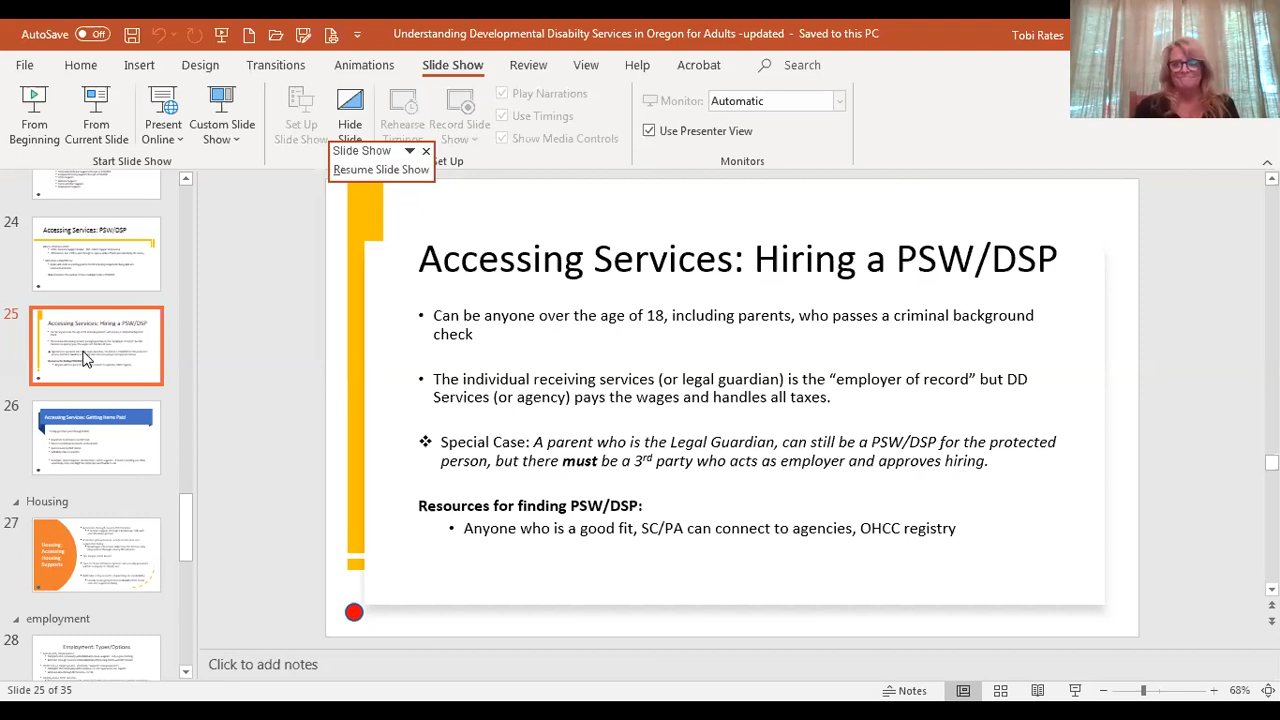 AutoSave Off
Understanding Developmental Disabilty Services in Oregon for Adults -updated - Saved to this PC
Tobi Rates
File Home Insert Design Transitions Animations Slide Show Review View Help Acrobat Search
From Beginning
From Current Slide
Present Online
Custom Slide Show
Set Up Slide Show
Hide Slide
Rehearse Timings
Record Slide Show
Play Narrations
Use Timings
Show Media Controls
Monitor: Automatic
Use Presenter View
Start Slide Show
Set Up
Monitors
Slide Show
Resume Slide Show
24
Accessing Services: PSW/DSP
25
Accessing Services: Hiring a PSW/DSP
26
Accessing Services: Getting Items Paid
Housing
27
Housing:
Accessing
Housing
Supports
employment
28
Employment: Types/Options
Accessing Services: Hiring a PSW/DSP
• Can be anyone over the age of 18, including parents, who passes a criminal background
check
• The individual receiving services (or legal guardian) is the “employer of record” but DD
Services (or agency) pays the wages and handles all taxes.
❖ Special case: A parent who is the Legal Guardian can still be a PSW/DSP for the protected
person, but there must be a 3rd party who acts as employer and approves hiring.
Resources for finding PSW/DSP:
• Anyone who is a good fit, SC/PA can connect to agencies, OHCC registry
Click to add notes
Slide 25 of 35
Notes
68%